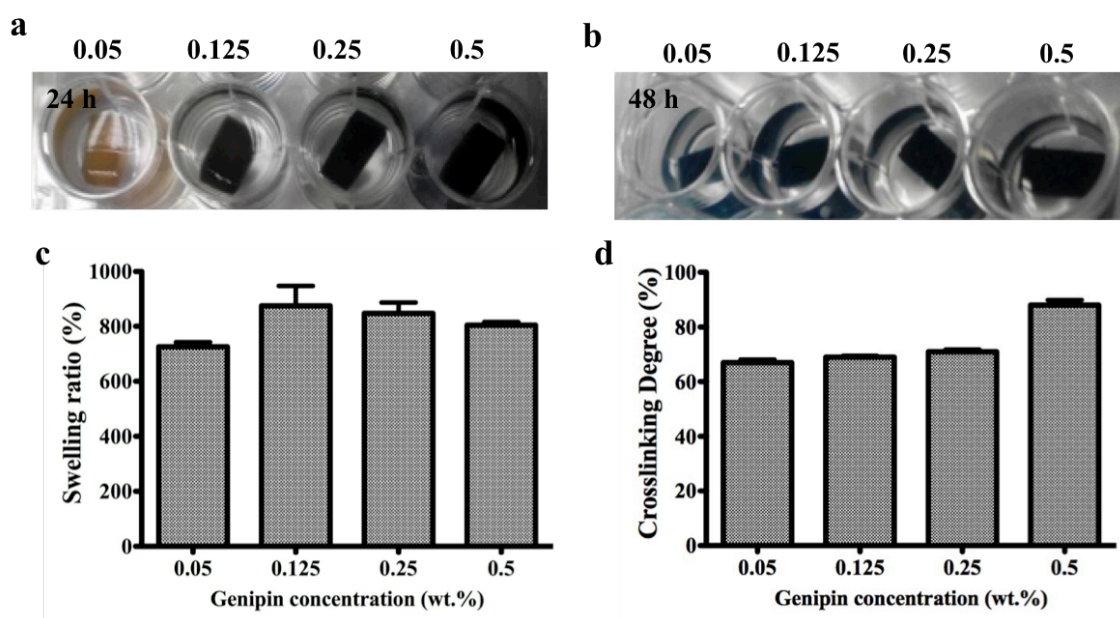 a
0.05 0.125 0.25 0.5
24 h
b
0.05 0.125 0.25 0.5
48 h
c
Swelling ratio (%)
1000
800
600
400
200
0
0.05 0.125 0.25 0.5
Genipin concentration (wt.%)
d
Crosslinking Degree (%)
100
80
60
40
20
0
0.05 0.125 0.25 0.5
Genipin concentration (wt.%)